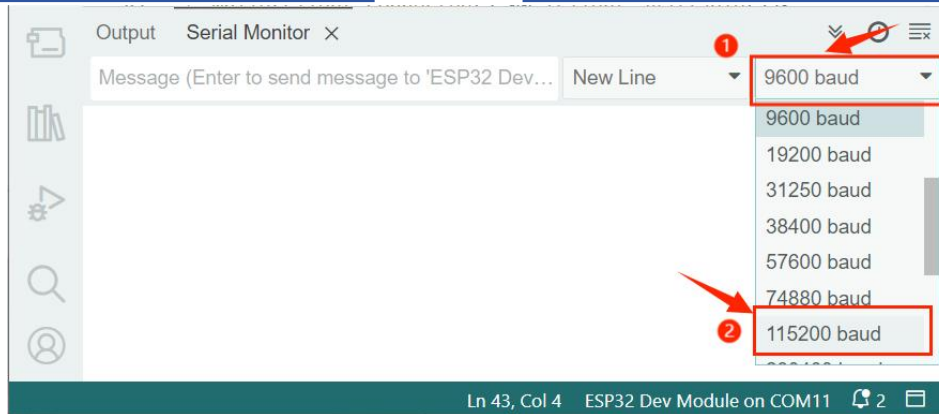 Output Serial Monitor ×
1
Message (Enter to send message to 'ESP32 Dev... New Line 9600 baud
9600 baud
19200 baud
31250 baud
38400 baud
57600 baud
74880 baud
2 115200 baud
Ln 43, Col 4 ESP32 Dev Module on COM11 2